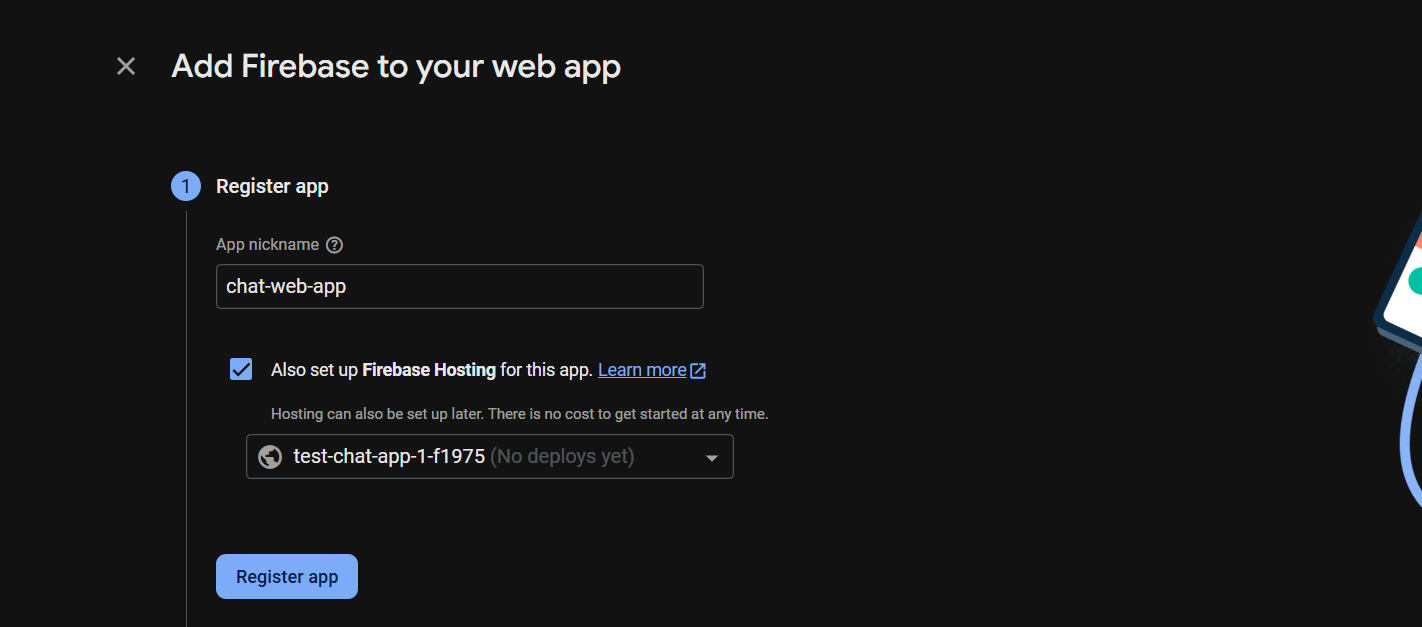 Add Firebase to your web app
1 Register app
App nickname
chat-web-app
Also set up Firebase Hosting for this app. Learn more
Hosting can also be set up later. There is no cost to get started at any time.
test-chat-app-1-f1975 (No deploys yet)
Register app